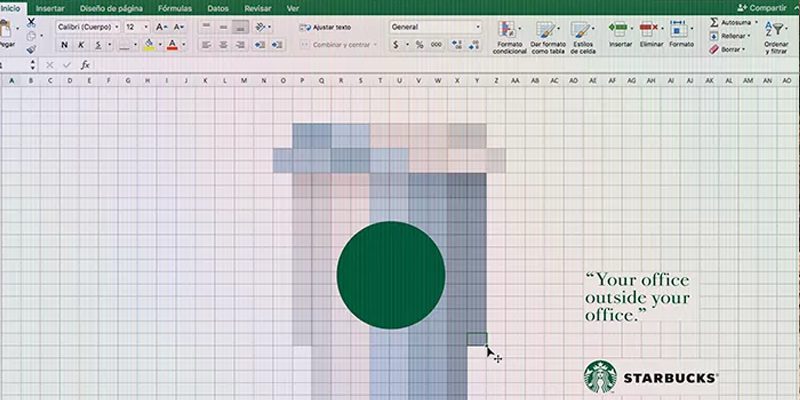 Inicio Insertar Diseño de página Fórmulas Datos Revisar Ver Compartir
Pegar Calibri (Cuerpo) 12 A A Ajustar texto General Formato condicional Dar formato como tabla Estilos de celda Insertar Eliminar Formato Autosuma Rellenar Borrar Ordenar y filtrar
N K S A Combinar y centrar $ % 000
fx
A B C D E F G H I J K L M N O P Q R S T U V W X Y Z AA AB AC AD AE AF AG AH AI AJ AK AL AM AN AO
“Your office
outside your
office.”
STARBUCKS®